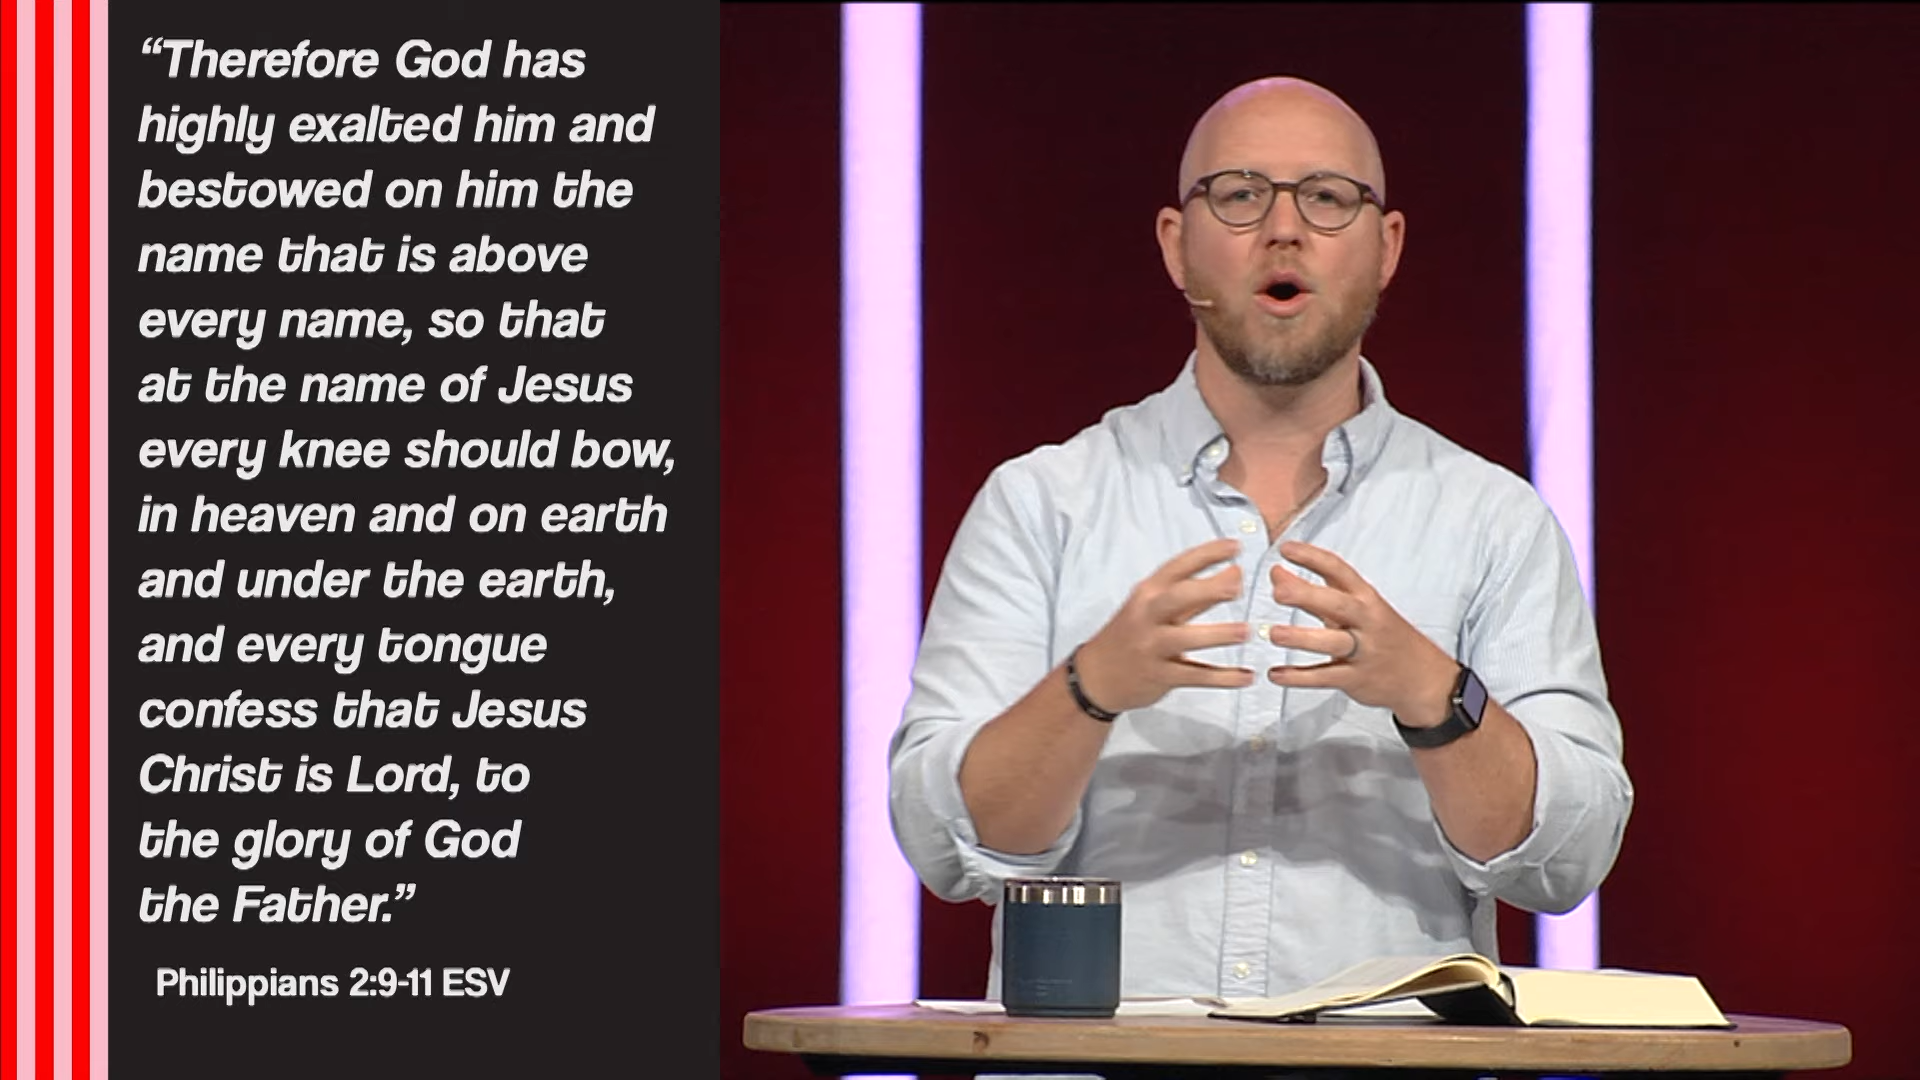 “Therefore God has
highly exalted him and
bestowed on him the
name that is above
every name, so that
at the name of Jesus
every knee should bow,
in heaven and on earth
and under the earth,
and every tongue
confess that Jesus
Christ is Lord, to
the glory of God
the Father.”
Philippians 2:9-11 ESV